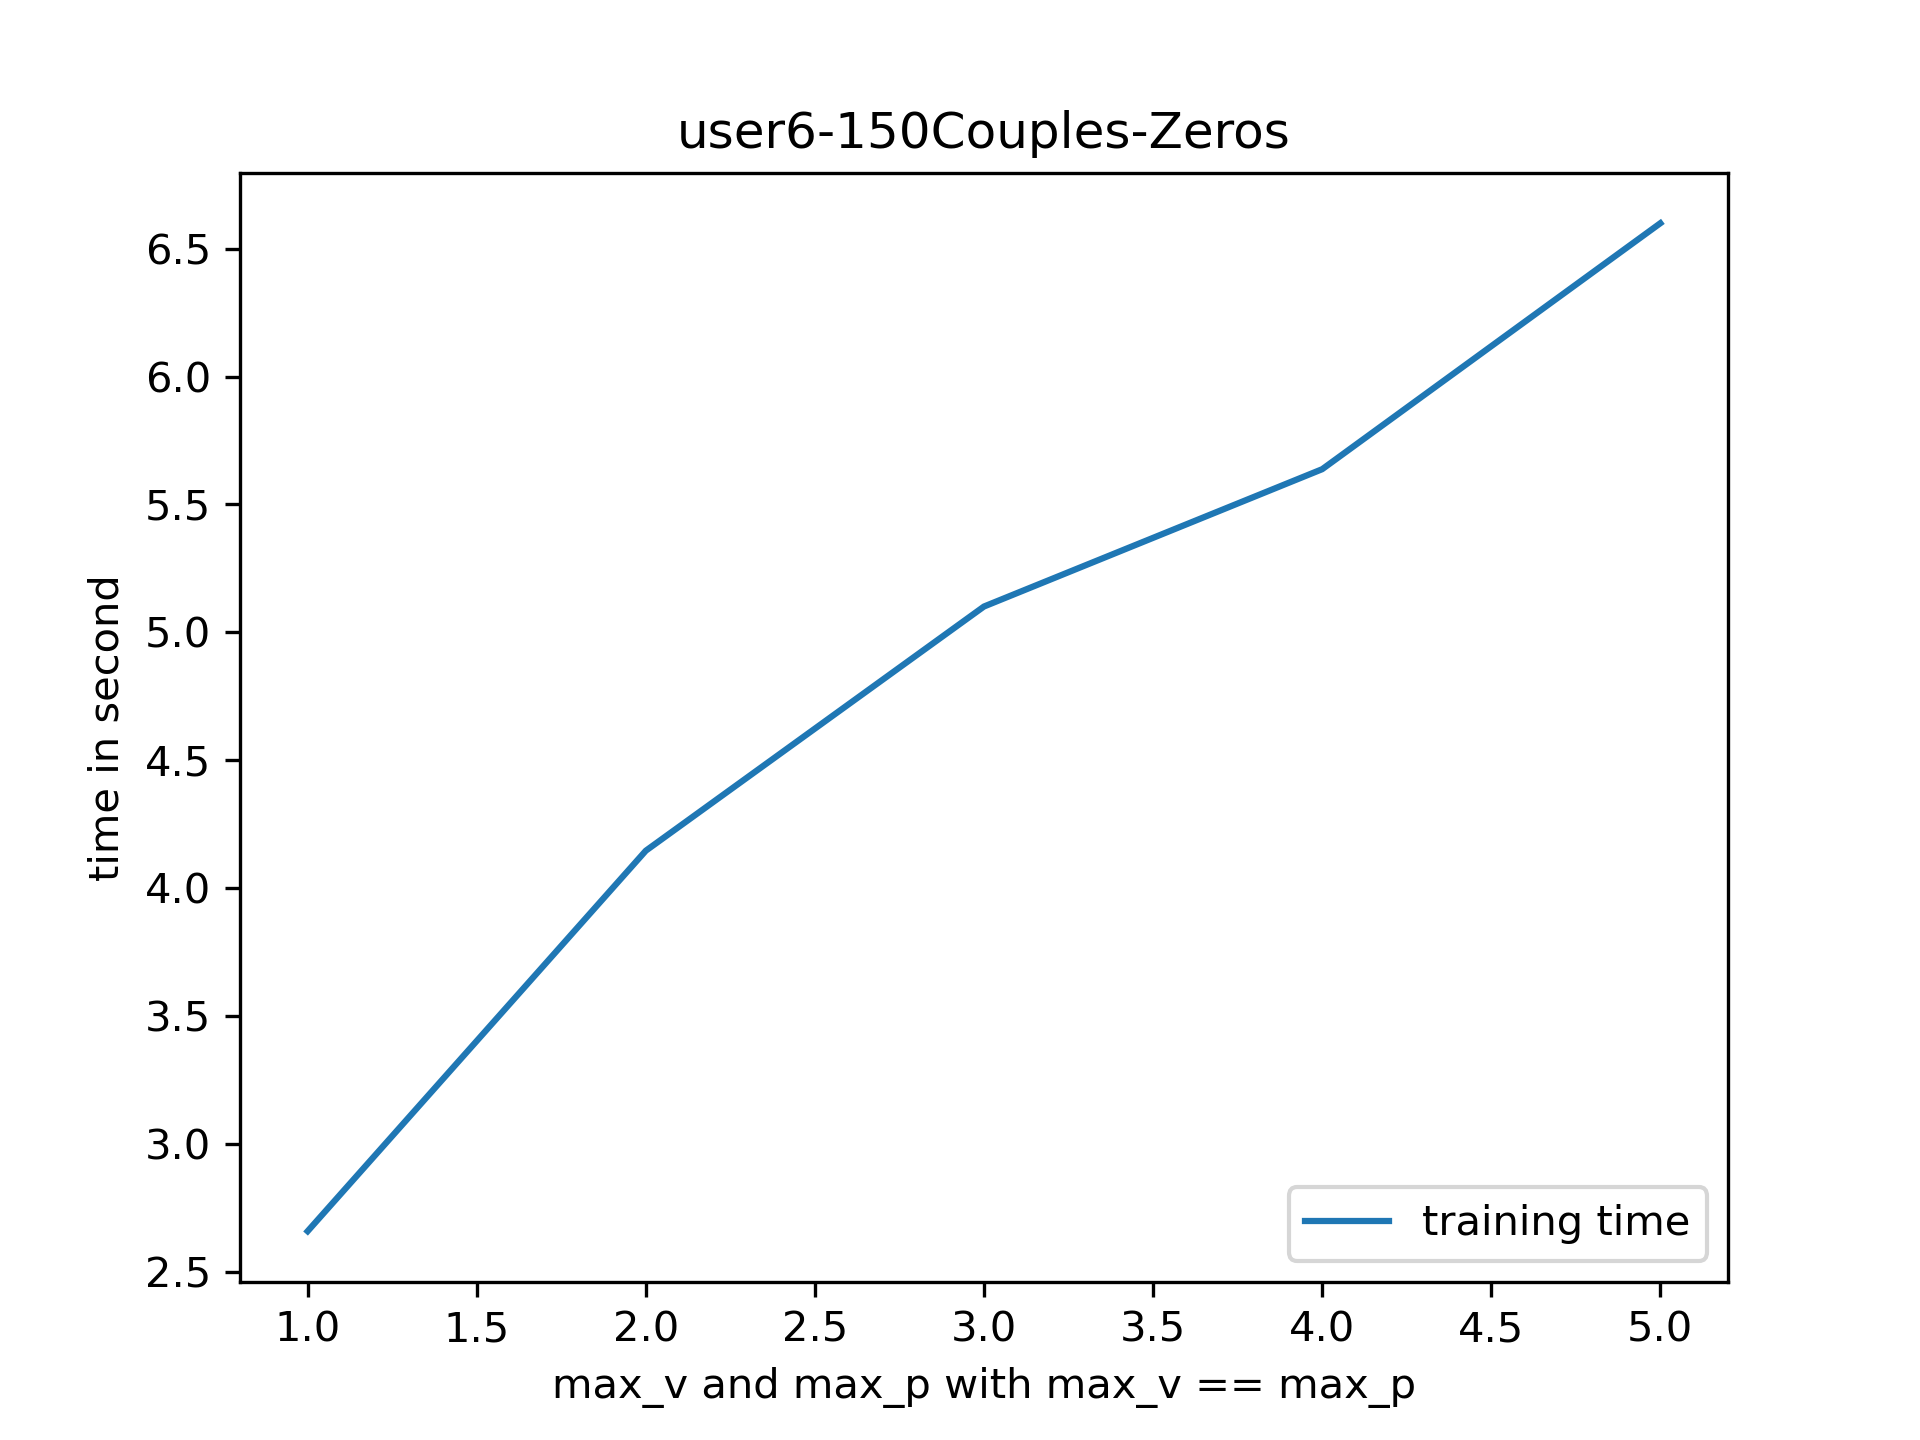 user6-150Couples-Zeros
6.5
6.0
5.5
5.0
4.5
4.0
3.5
3.0
2.5
time in second
training time
1.0 1.5 2.0 2.5 3.0 3.5 4.0 4.5 5.0
max_v and max_p with max_v == max_p